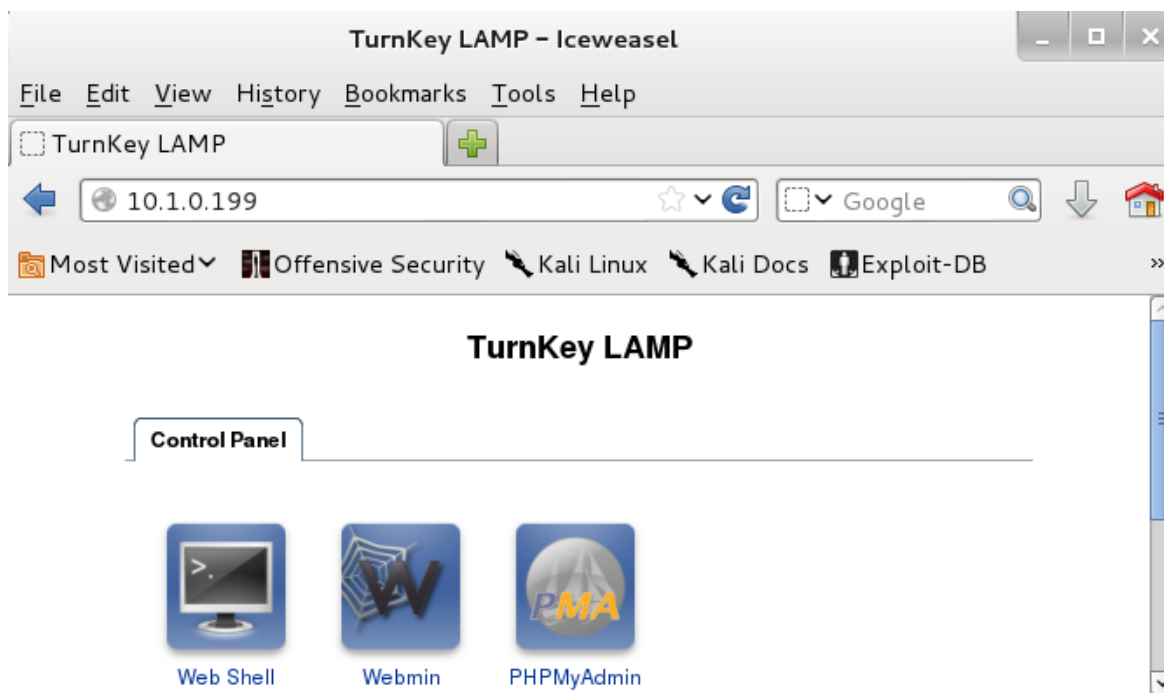 TurnKey LAMP – Iceweasel
File Edit View History Bookmarks Tools Help
TurnKey LAMP
10.1.0.199 Google
Most Visited Offensive Security Kali Linux Kali Docs Exploit-DB »
TurnKey LAMP
Control Panel
>_
W
PMA
Web Shell Webmin PHPMyAdmin